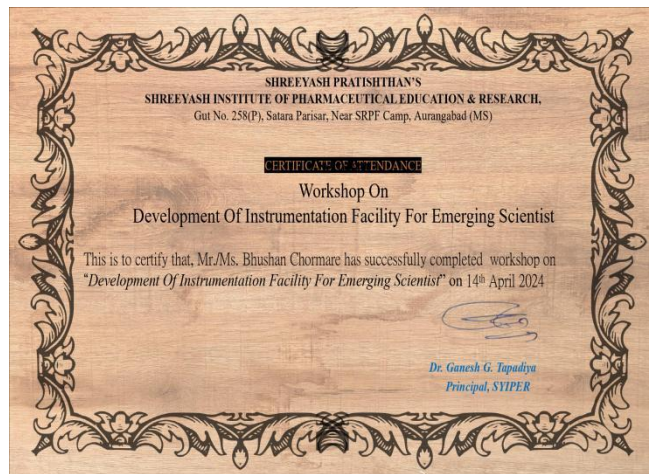 SHREEYASH PRATISHTHAN'S
SHREEYASH INSTITUTE OF PHARMACEUTICAL EDUCATION & RESEARCH,
Gut No. 258(P), Satara Parisar, Near SRPF Camp, Aurangabad (MS)
CERTIFICATE OF ATTENDANCE
Workshop On
Development Of Instrumentation Facility For Emerging Scientist
This is to certify that, Mr./Ms. Bhushan Chormare has successfully completed workshop on
"Development Of Instrumentation Facility For Emerging Scientist" on 14th April 2024
Dr. Ganesh G. Tapadiya
Principal, SYIPER